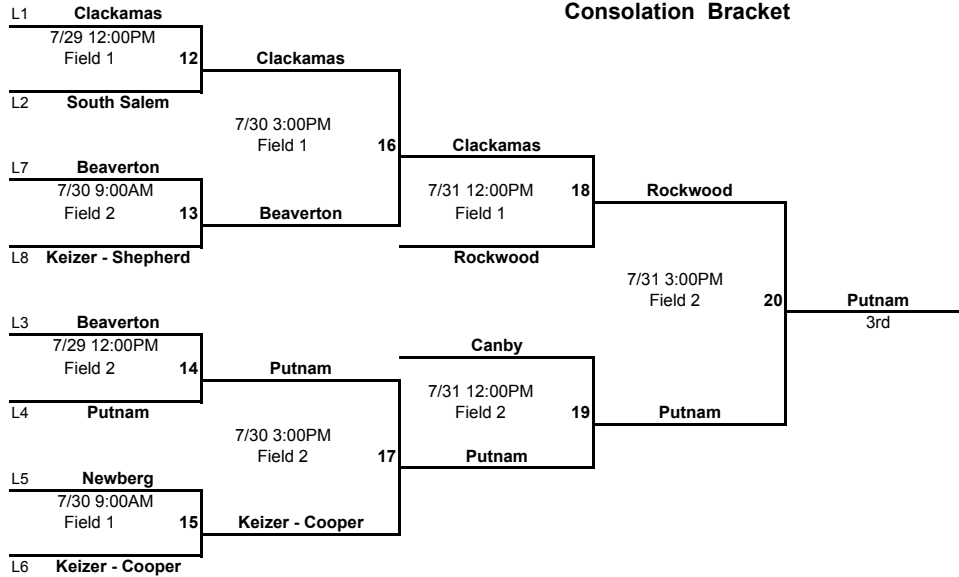 Consolation Bracket
L1 Clackamas
7/29 12:00PM
Field 1 12
Clackamas
L2 South Salem
7/30 3:00PM
Field 1 16
Clackamas
L7 Beaverton
7/30 9:00AM
Field 2 13
Beaverton
7/31 12:00PM 18
Field 1
Rockwood
L8 Keizer - Shepherd
Rockwood
7/31 3:00PM
Field 2 20
Putnam
3rd
L3 Beaverton
7/29 12:00PM
Field 2 14
Putnam
Canby
7/31 12:00PM
Field 2 19
Putnam
L4 Putnam
7/30 3:00PM
Field 2 17
Putnam
L5 Newberg
7/30 9:00AM
Field 1 15
Keizer - Cooper
L6 Keizer - Cooper